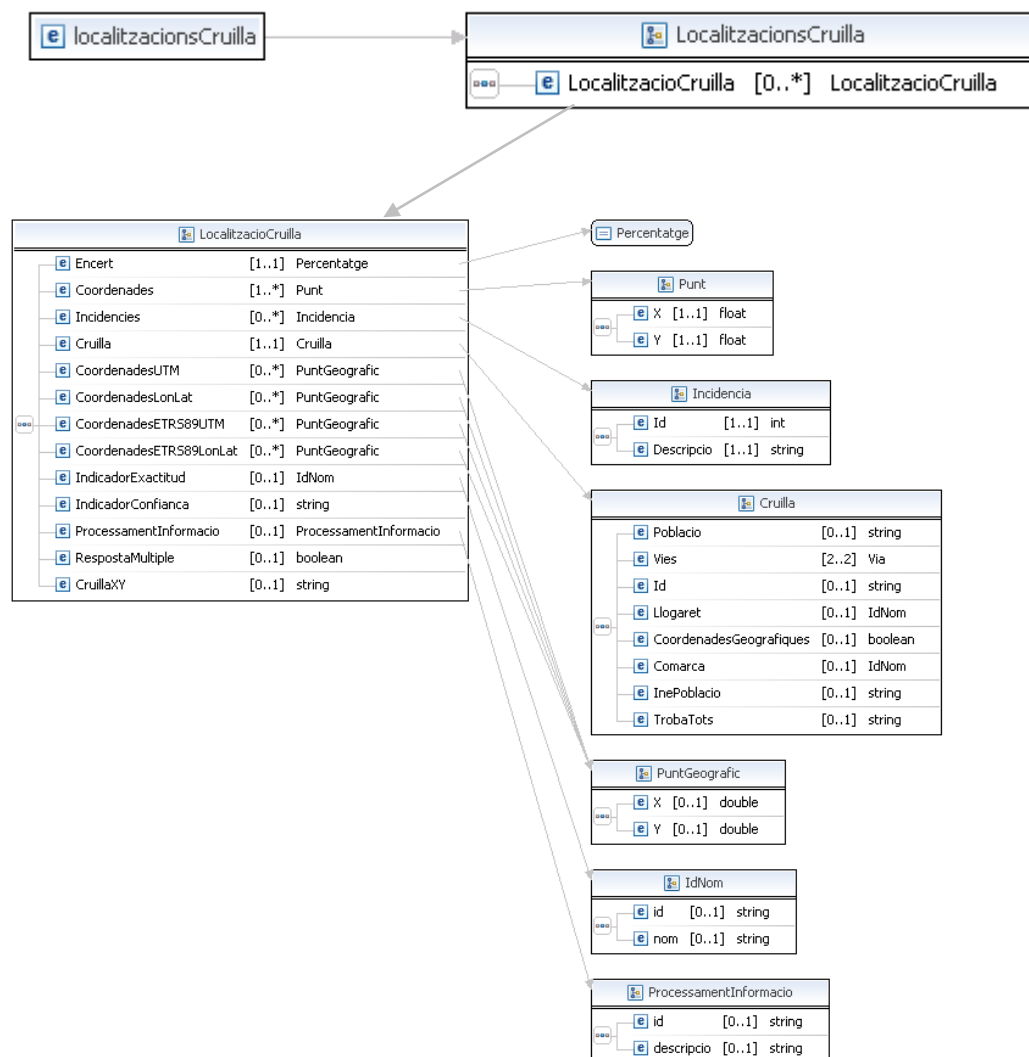 localitzacionsCruilla
LocalitzacionsCruilla
LocalitzacioCruilla [0..*] LocalitzacioCruilla
LocalitzacioCruilla
Encert [1..1] Percentatge
Coordenades [1..*] Punt
Incidencies [0..*] Incidencia
Cruilla [1..1] Cruilla
CoordenadesUTM [0..*] PuntGeografic
CoordenadesLonLat [0..*] PuntGeografic
CoordenadesETRS89UTM [0..*] PuntGeografic
CoordenadesETRS89LonLat [0..*] PuntGeografic
IndicadorExactitud [0..1] IdNom
IndicadorConfianca [0..1] string
ProcessamentInformacio [0..1] ProcessamentInformacio
RespostaMultiple [0..1] boolean
CruillaXY [0..1] string
Percentatge
Punt
X [1..1] float
Y [1..1] float
Incidencia
Id [1..1] int
Descripcio [1..1] string
Cruilla
Poblacio [0..1] string
Vies [2..2] Via
Id [0..1] string
Llogaret [0..1] IdNom
CoordenadesGeografiques [0..1] boolean
Comarca [0..1] IdNom
InePoblacio [0..1] string
TrobaTots [0..1] string
PuntGeografic
X [0..1] double
Y [0..1] double
IdNom
id [0..1] string
nom [0..1] string
ProcessamentInformacio
id [0..1] string
descripcio [0..1] string